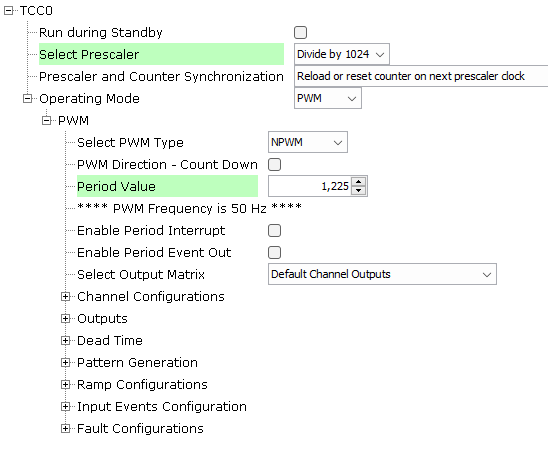 TCC0
Run during Standby
Select Prescaler Divide by 1024
Prescaler and Counter Synchronization Reload or reset counter on next prescaler clock
Operating Mode PWM
PWM
Select PWM Type NPWM
PWM Direction - Count Down
Period Value 1,225
**** PWM Frequency is 50 Hz ****
Enable Period Interrupt
Enable Period Event Out
Select Output Matrix Default Channel Outputs
Channel Configurations
Outputs
Dead Time
Pattern Generation
Ramp Configurations
Input Events Configuration
Fault Configurations